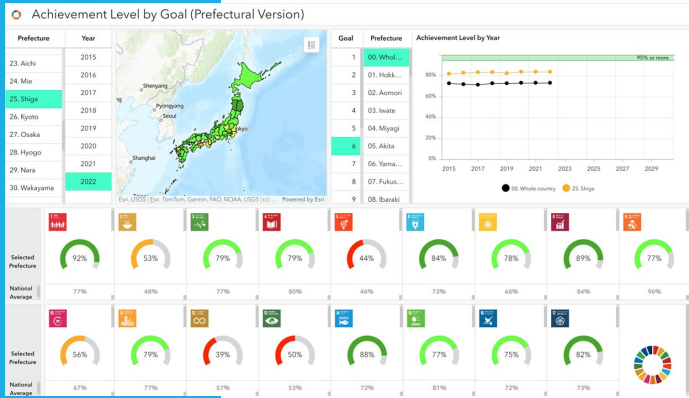 Achievement Level by Goal (Prefectural Version)
Prefecture
Year
23. Aichi
24. Mie
25. Shiga
26. Kyoto
27. Osaka
28. Hyogo
29. Nara
30. Wakayama
2015
2016
2017
2018
2019
2020
2021
2022
Shenyang
Pyongyang
Seoul
Shanghai
Esri, USGS | Esri, TomTom, Garmin, FAO, NOAA, USGS | (c) ...
Powered by Esri
Goal
Prefecture
1 00. Whol...
2 01. Hokk...
3 02. Aomori
4 03. Iwate
5 04. Miyagi
6 05. Akita
7 06. Yama...
8 07. Fukus...
9 08. Ibaraki
Achievement Level by Year
95% or more
80%
60%
40%
20%
0%
2015 2017 2019 2021 2023 2025 2027 2029
00. Whole country 25. Shiga
Selected Prefecture
92% 53% 79% 79% 44% 84% 78% 89% 77%
National Average
77% 48% 77% 80% 46% 73% 68% 84% 96%
Selected Prefecture
56% 79% 39% 50% 88% 77% 75% 82%
National Average
67% 77% 57% 53% 72% 81% 72% 73%